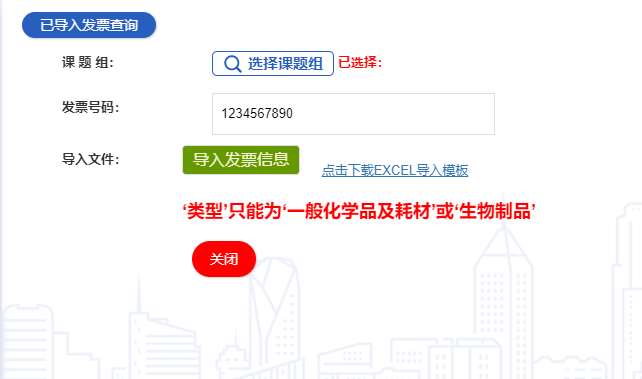 已导入发票查询
课 题 组： 选择课题组 已选择：
发票号码： 1234567890
导入文件： 导入发票信息 点击下载EXCEL导入模板
‘类型’只能为‘一般化学品及耗材’或‘生物制品’
关闭